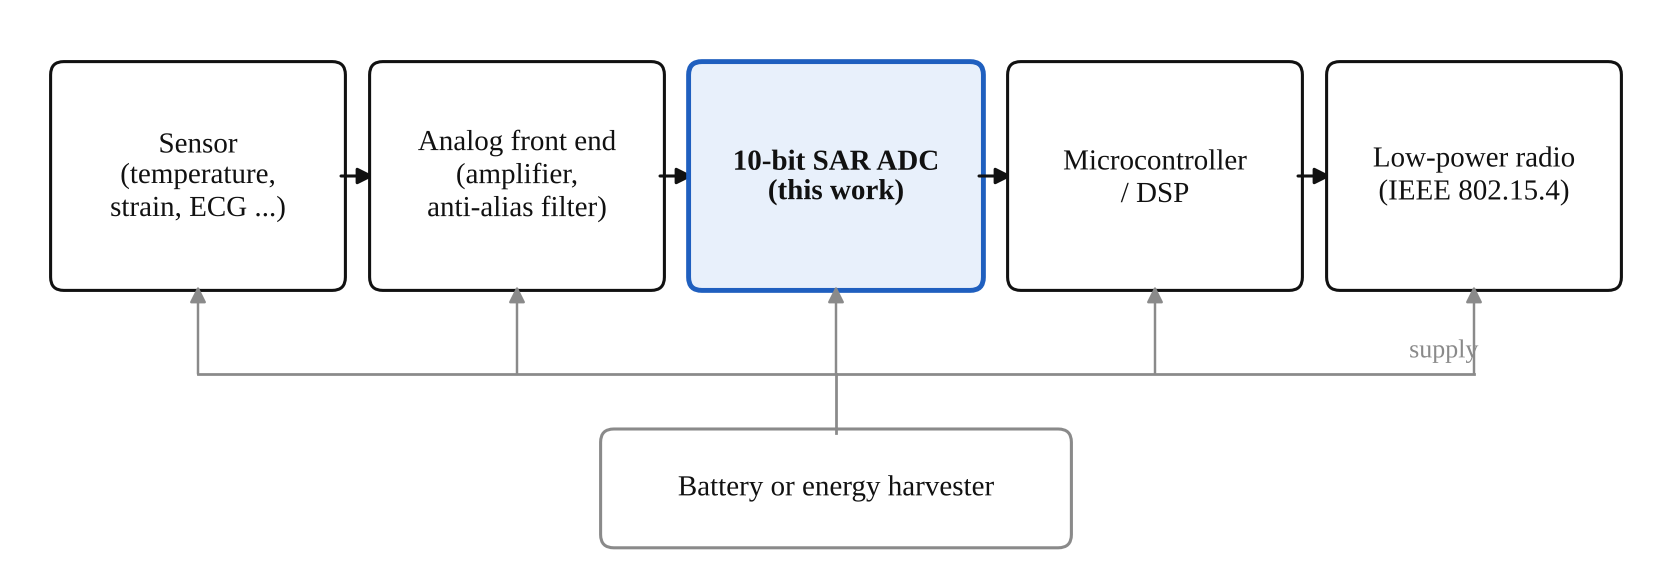 Sensor
(temperature,
strain, ECG ...)
Analog front end
(amplifier,
anti-alias filter)
10-bit SAR ADC
(this work)
Microcontroller
/ DSP
Low-power radio
(IEEE 802.15.4)
supply
Battery or energy harvester